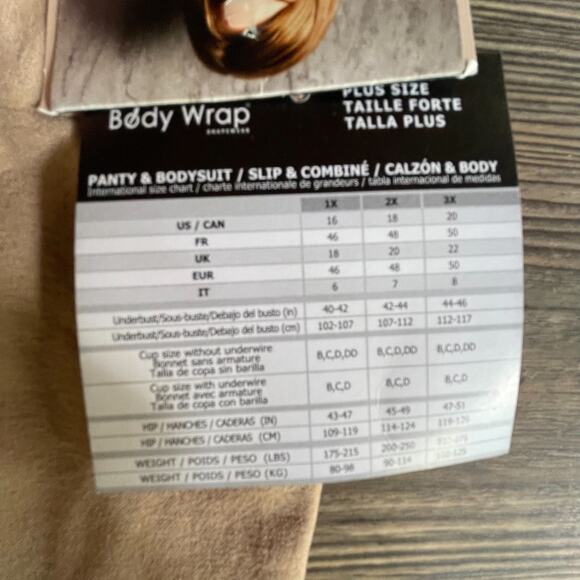 Body Wrap
SHAPEWEAR
PLUS SIZE
TAILLE FORTE
TALLA PLUS
PANTY & BODYSUIT / SLIP & COMBINÉ / CALZÓN & BODY
International size chart / charte internationale de grandeurs / tabla internacional de medidas
1X 2X 3X
US / CAN 16 18 20
FR 46 48 50
UK 18 20 22
EUR 46 48 50
IT 6 7 8
Underbust/Sous-buste/Debajo del busto (in) 40-42 42-44 44-46
Underbust/Sous-buste/Debajo del busto (cm) 102-107 107-112 112-117
Cup size without underwire
Bonnet sans armature B,C,D,DD B,C,D,DD B,C,D,DD
Talla de copa sin barilla
Cup size with underwire
Bonnet avec armature B,C,D B,C,D B,C,D
Talla de copa con barilla
HIP / HANCHES / CADERAS (IN) 43-47 45-49 47-51
HIP / HANCHES / CADERAS (CM) 109-119 114-124
WEIGHT / POIDS / PESO (LBS) 175-215 200-250
WEIGHT / POIDS / PESO (KG) 80-98 90-114